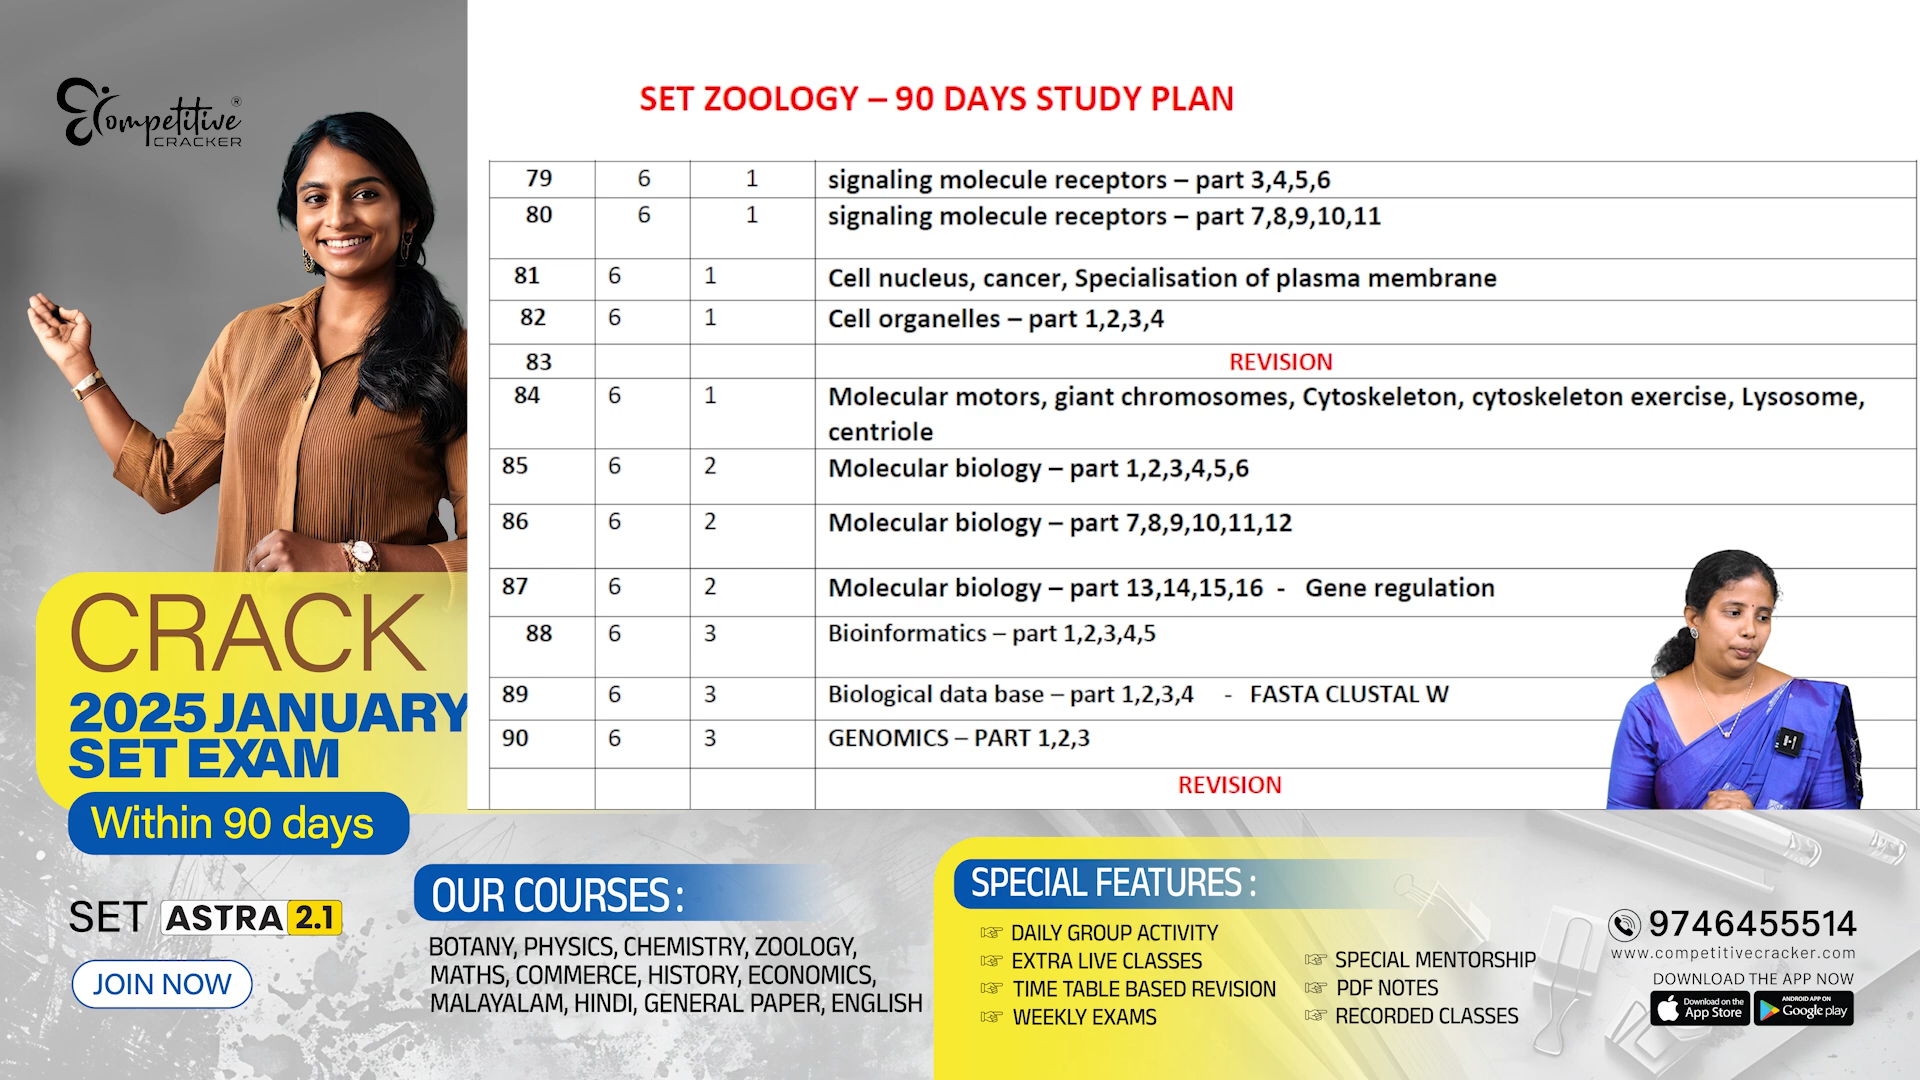 Competitive ®
CRACKER
SET ZOOLOGY – 90 DAYS STUDY PLAN
79 6 1 signaling molecule receptors – part 3,4,5,6
80 6 1 signaling molecule receptors – part 7,8,9,10,11
81 6 1 Cell nucleus, cancer, Specialisation of plasma membrane
82 6 1 Cell organelles – part 1,2,3,4
83 REVISION
84 6 1 Molecular motors, giant chromosomes, Cytoskeleton, cytoskeleton exercise, Lysosome,
centriole
85 6 2 Molecular biology – part 1,2,3,4,5,6
86 6 2 Molecular biology – part 7,8,9,10,11,12
87 6 2 Molecular biology – part 13,14,15,16 - Gene regulation
88 6 3 Bioinformatics – part 1,2,3,4,5
89 6 3 Biological data base – part 1,2,3,4 - FASTA CLUSTAL W
90 6 3 GENOMICS – PART 1,2,3
REVISION
CRACK
2025 JANUARY
SET EXAM
Within 90 days
SET ASTRA 2.1
JOIN NOW
OUR COURSES :
BOTANY, PHYSICS, CHEMISTRY, ZOOLOGY,
MATHS, COMMERCE, HISTORY, ECONOMICS,
MALAYALAM, HINDI, GENERAL PAPER, ENGLISH
SPECIAL FEATURES :
DAILY GROUP ACTIVITY
EXTRA LIVE CLASSES
TIME TABLE BASED REVISION
WEEKLY EXAMS
SPECIAL MENTORSHIP
PDF NOTES
RECORDED CLASSES
9746455514
www.competitivecracker.com
DOWNLOAD THE APP NOW
Download on the
App Store
ANDROID APP ON
Google play